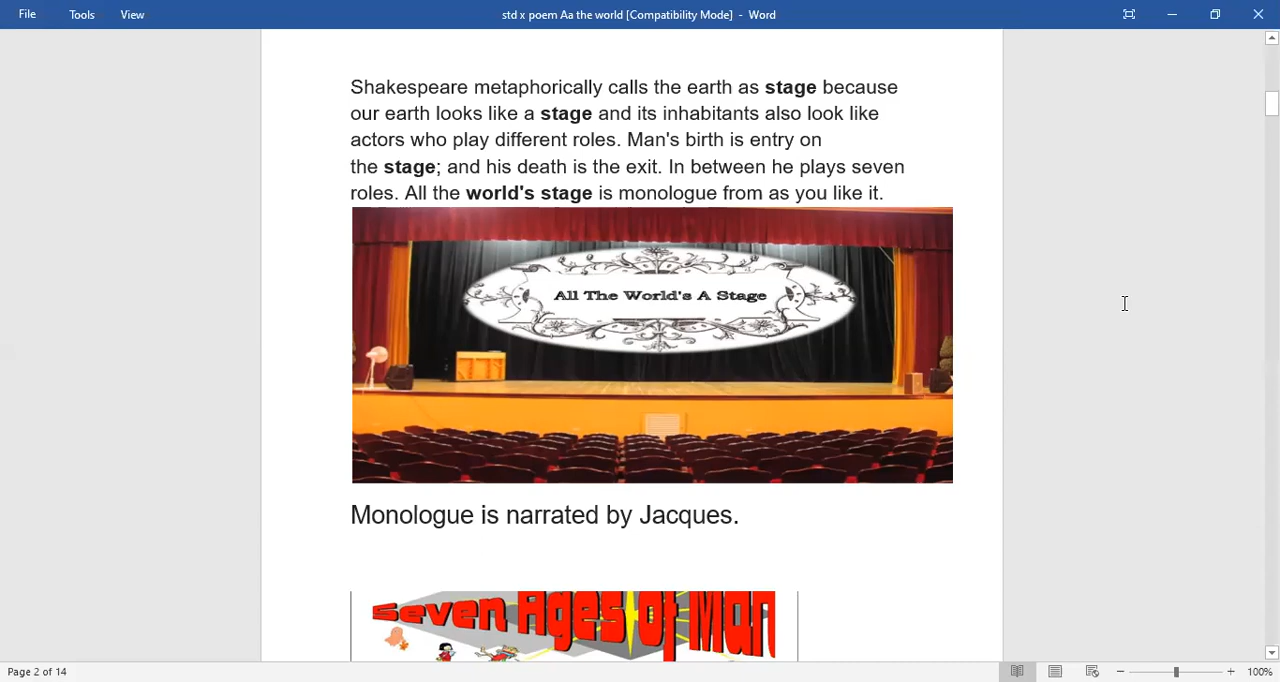 File Tools View std x poem Aa the world [Compatibility Mode] - Word
Shakespeare metaphorically calls the earth as stage because
our earth looks like a stage and its inhabitants also look like
actors who play different roles. Man's birth is entry on
the stage; and his death is the exit. In between he plays seven
roles. All the world's stage is monologue from as you like it.
All The World's A Stage
Monologue is narrated by Jacques.
Seven Ages of Man
Page 2 of 14 100%